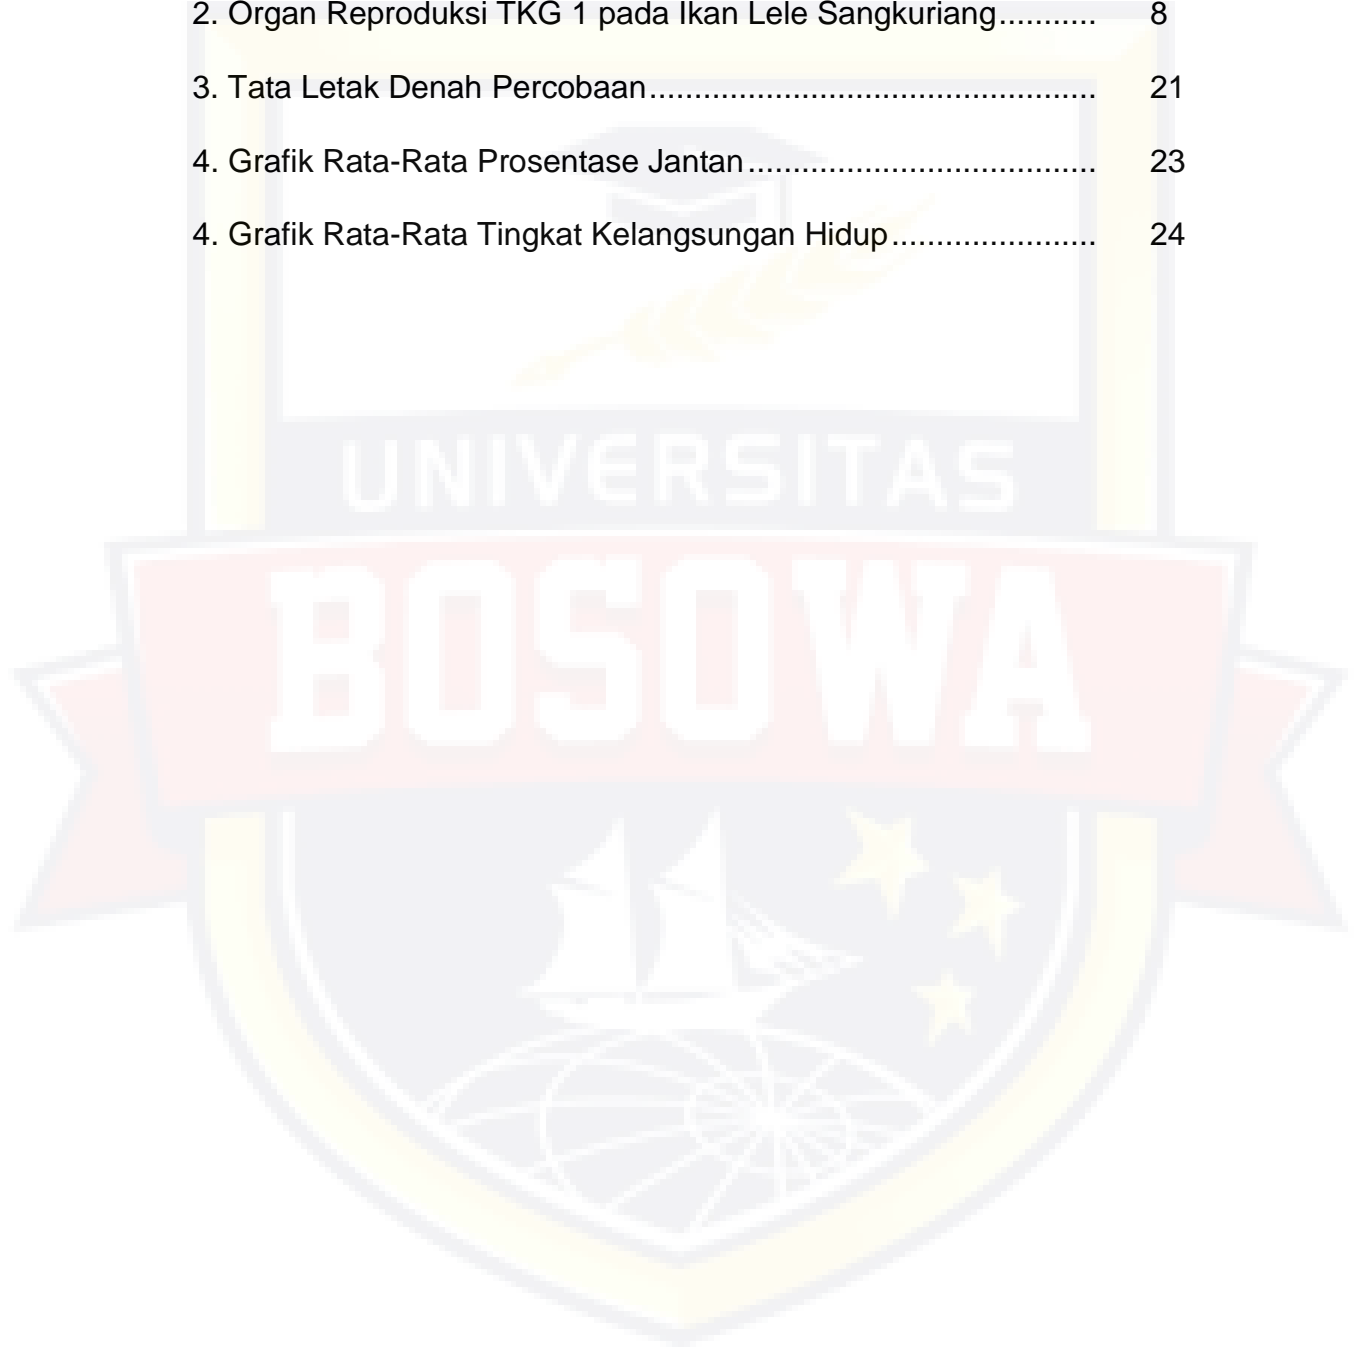 2. Organ Reproduksi TKG 1 pada Ikan Lele Sangkuriang........... 8
3. Tata Letak Denah Percobaan.................................................. 21
4. Grafik Rata-Rata Prosentase Jantan....................................... 23
4. Grafik Rata-Rata Tingkat Kelangsungan Hidup....................... 24
UNIVERSITAS
BOSOWA